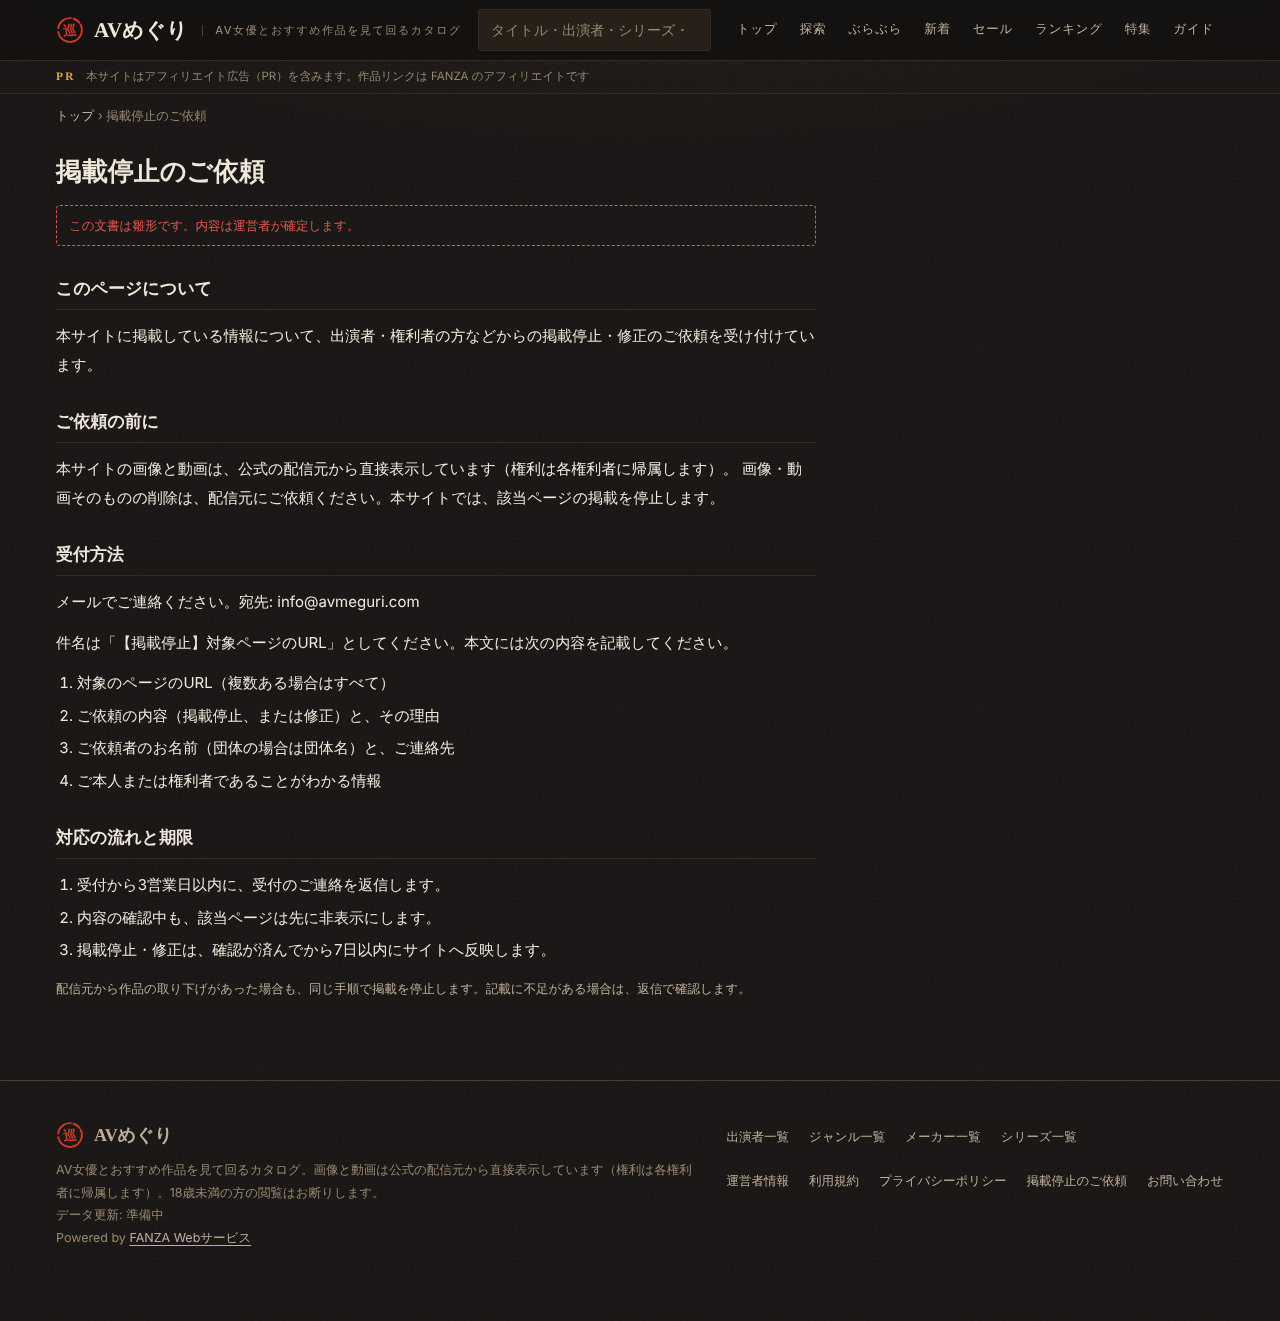 巡 AVめぐり AV女優とおすすめ作品を見て回るカタログ タイトル・出演者・シリーズ・ トップ 探索 ぶらぶら 新着 セール ランキング 特集 ガイド
PR 本サイトはアフィリエイト広告（PR）を含みます。作品リンクは FANZA のアフィリエイトです
トップ › 掲載停止のご依頼
掲載停止のご依頼
この文書は雛形です。内容は運営者が確定します。
このページについて
本サイトに掲載している情報について、出演者・権利者の方などからの掲載停止・修正のご依頼を受け付けてい
ます。
ご依頼の前に
本サイトの画像と動画は、公式の配信元から直接表示しています（権利は各権利者に帰属します）。 画像・動
画そのものの削除は、配信元にご依頼ください。本サイトでは、該当ページの掲載を停止します。
受付方法
メールでご連絡ください。宛先: info@avmeguri.com
件名は「【掲載停止】対象ページのURL」としてください。本文には次の内容を記載してください。
1. 対象のページのURL（複数ある場合はすべて）
2. ご依頼の内容（掲載停止、または修正）と、その理由
3. ご依頼者のお名前（団体の場合は団体名）と、ご連絡先
4. ご本人または権利者であることがわかる情報
対応の流れと期限
1. 受付から3営業日以内に、受付のご連絡を返信します。
2. 内容の確認中も、該当ページは先に非表示にします。
3. 掲載停止・修正は、確認が済んでから7日以内にサイトへ反映します。
配信元から作品の取り下げがあった場合も、同じ手順で掲載を停止します。記載に不足がある場合は、返信で確認します。
巡 AVめぐり
AV女優とおすすめ作品を見て回るカタログ。画像と動画は公式の配信元から直接表示しています（権利は各権利
者に帰属します）。18歳未満の方の閲覧はお断りします。
データ更新: 準備中
Powered by FANZA Webサービス
出演者一覧 ジャンル一覧 メーカー一覧 シリーズ一覧
運営者情報 利用規約 プライバシーポリシー 掲載停止のご依頼 お問い合わせ